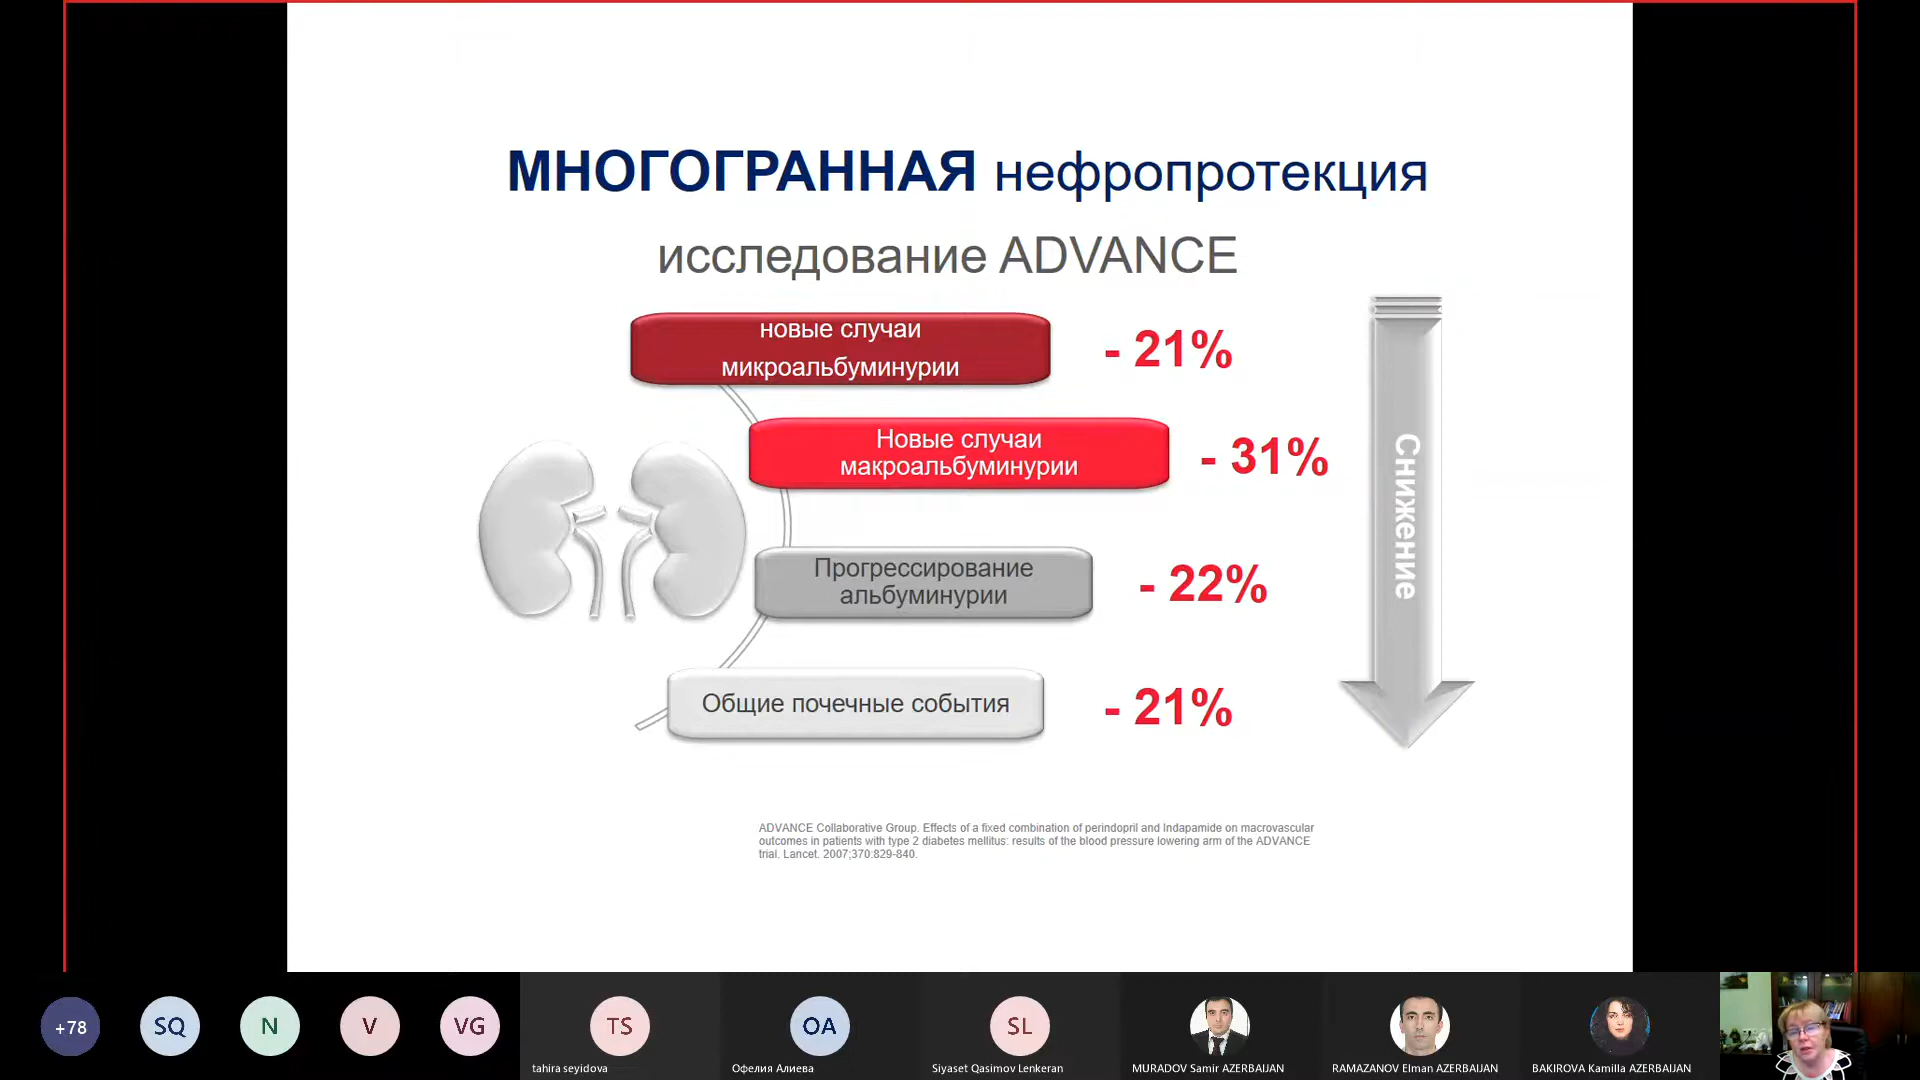 МНОГОГРАННАЯ нефропротекция
исследование ADVANCE
новые случаи
микроальбуминурии
- 21%
Новые случаи
макроальбуминурии
- 31%
Прогрессирование
альбуминурии
- 22%
Общие почечные события
- 21%
Снижение
ADVANCE Collaborative Group. Effects of a fixed combination of perindopril and Indapamide on macrovascular
outcomes in patients with type 2 diabetes mellitus: results of the blood pressure lowering arm of the ADVANCE
trial. Lancet. 2007;370:829-840.
+78
SQ
N
V
VG
TS
tahira seyidova
OA
Офелия Алиева
SL
Siyaset Qasimov Lenkeran
MURADOV Samir AZERBAIJAN
RAMAZANOV Elman AZERBAIJAN
BAKIROVA Kamilla AZERBAIJAN